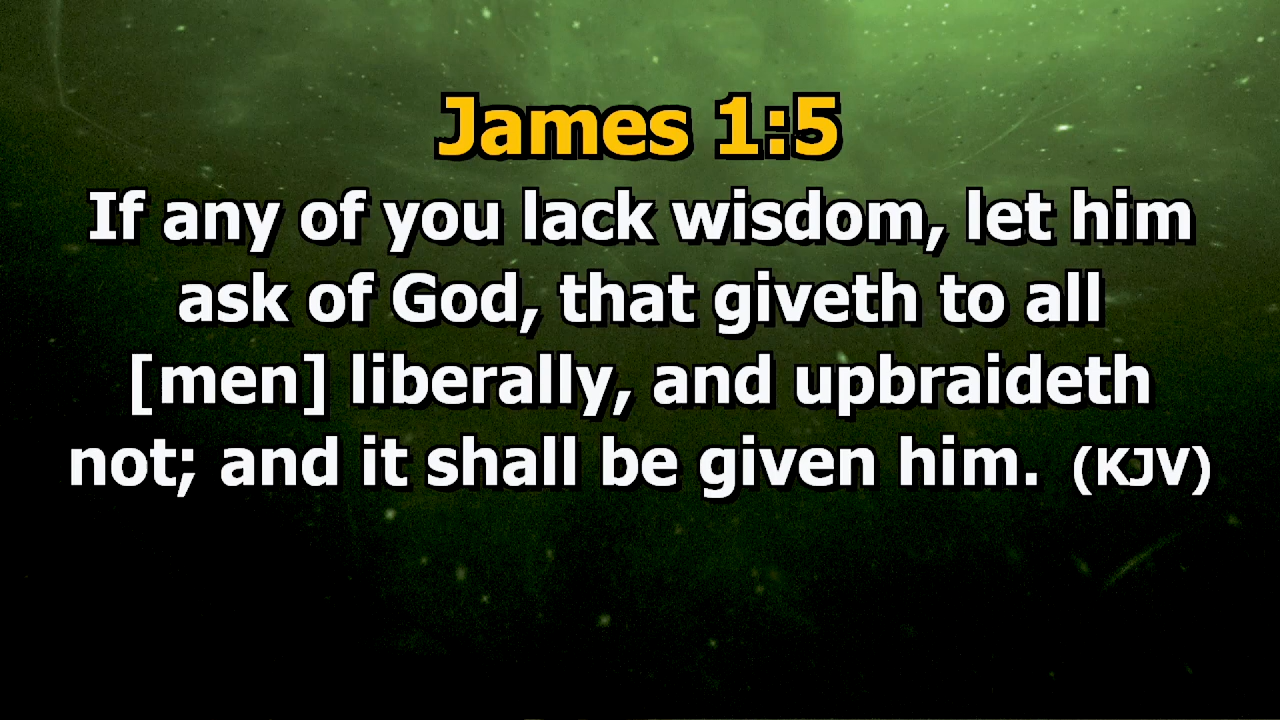 James 1:5
If any of you lack wisdom, let him
ask of God, that giveth to all
[men] liberally, and upbraideth
not; and it shall be given him. (KJV)